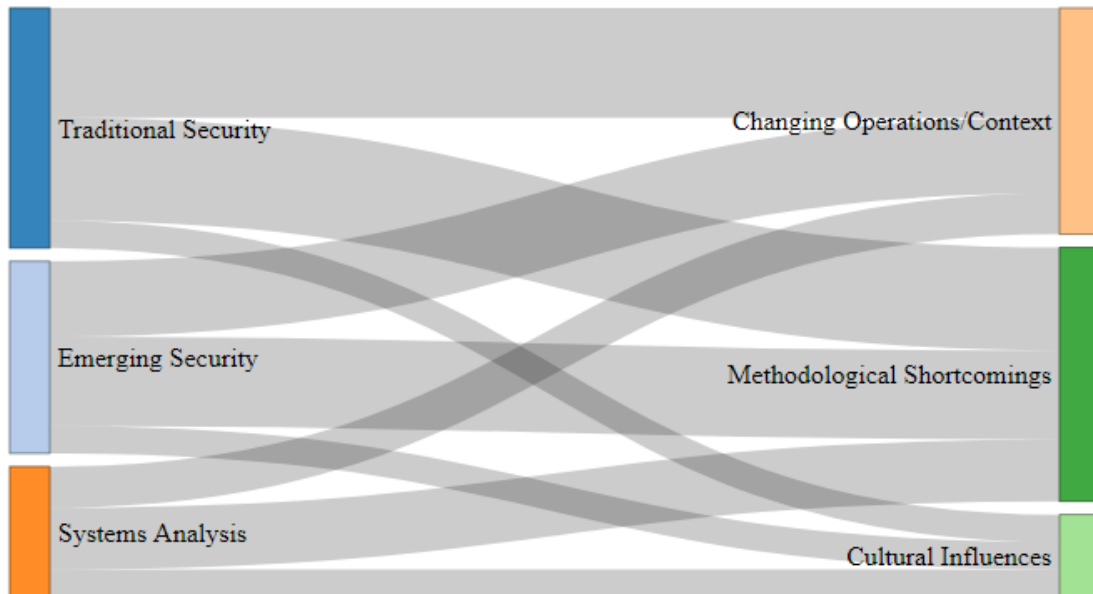 Traditional Security
Changing Operations/Context
Emerging Security
Methodological Shortcomings
Systems Analysis
Cultural Influences